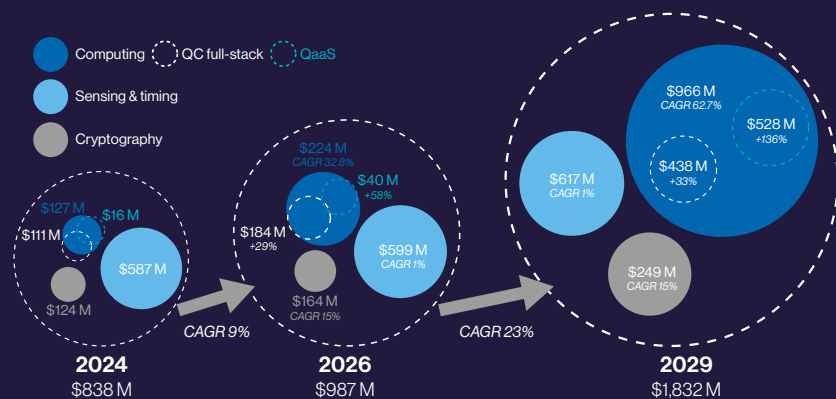 Computing QC full-stack QaaS
Sensing & timing
Cryptography
$127 M
$16 M
$111 M
$587 M
$124 M
CAGR 9%
2024
$838 M
$224 M
CAGR 32.8%
$40 M
+58%
$184 M
+29%
$599 M
CAGR 1%
$164 M
CAGR 15%
CAGR 23%
2026
$987 M
$966 M
CAGR 62.7%
$528 M
+136%
$438 M
+33%
$617 M
CAGR 1%
$249 M
CAGR 15%
2029
$1,832 M